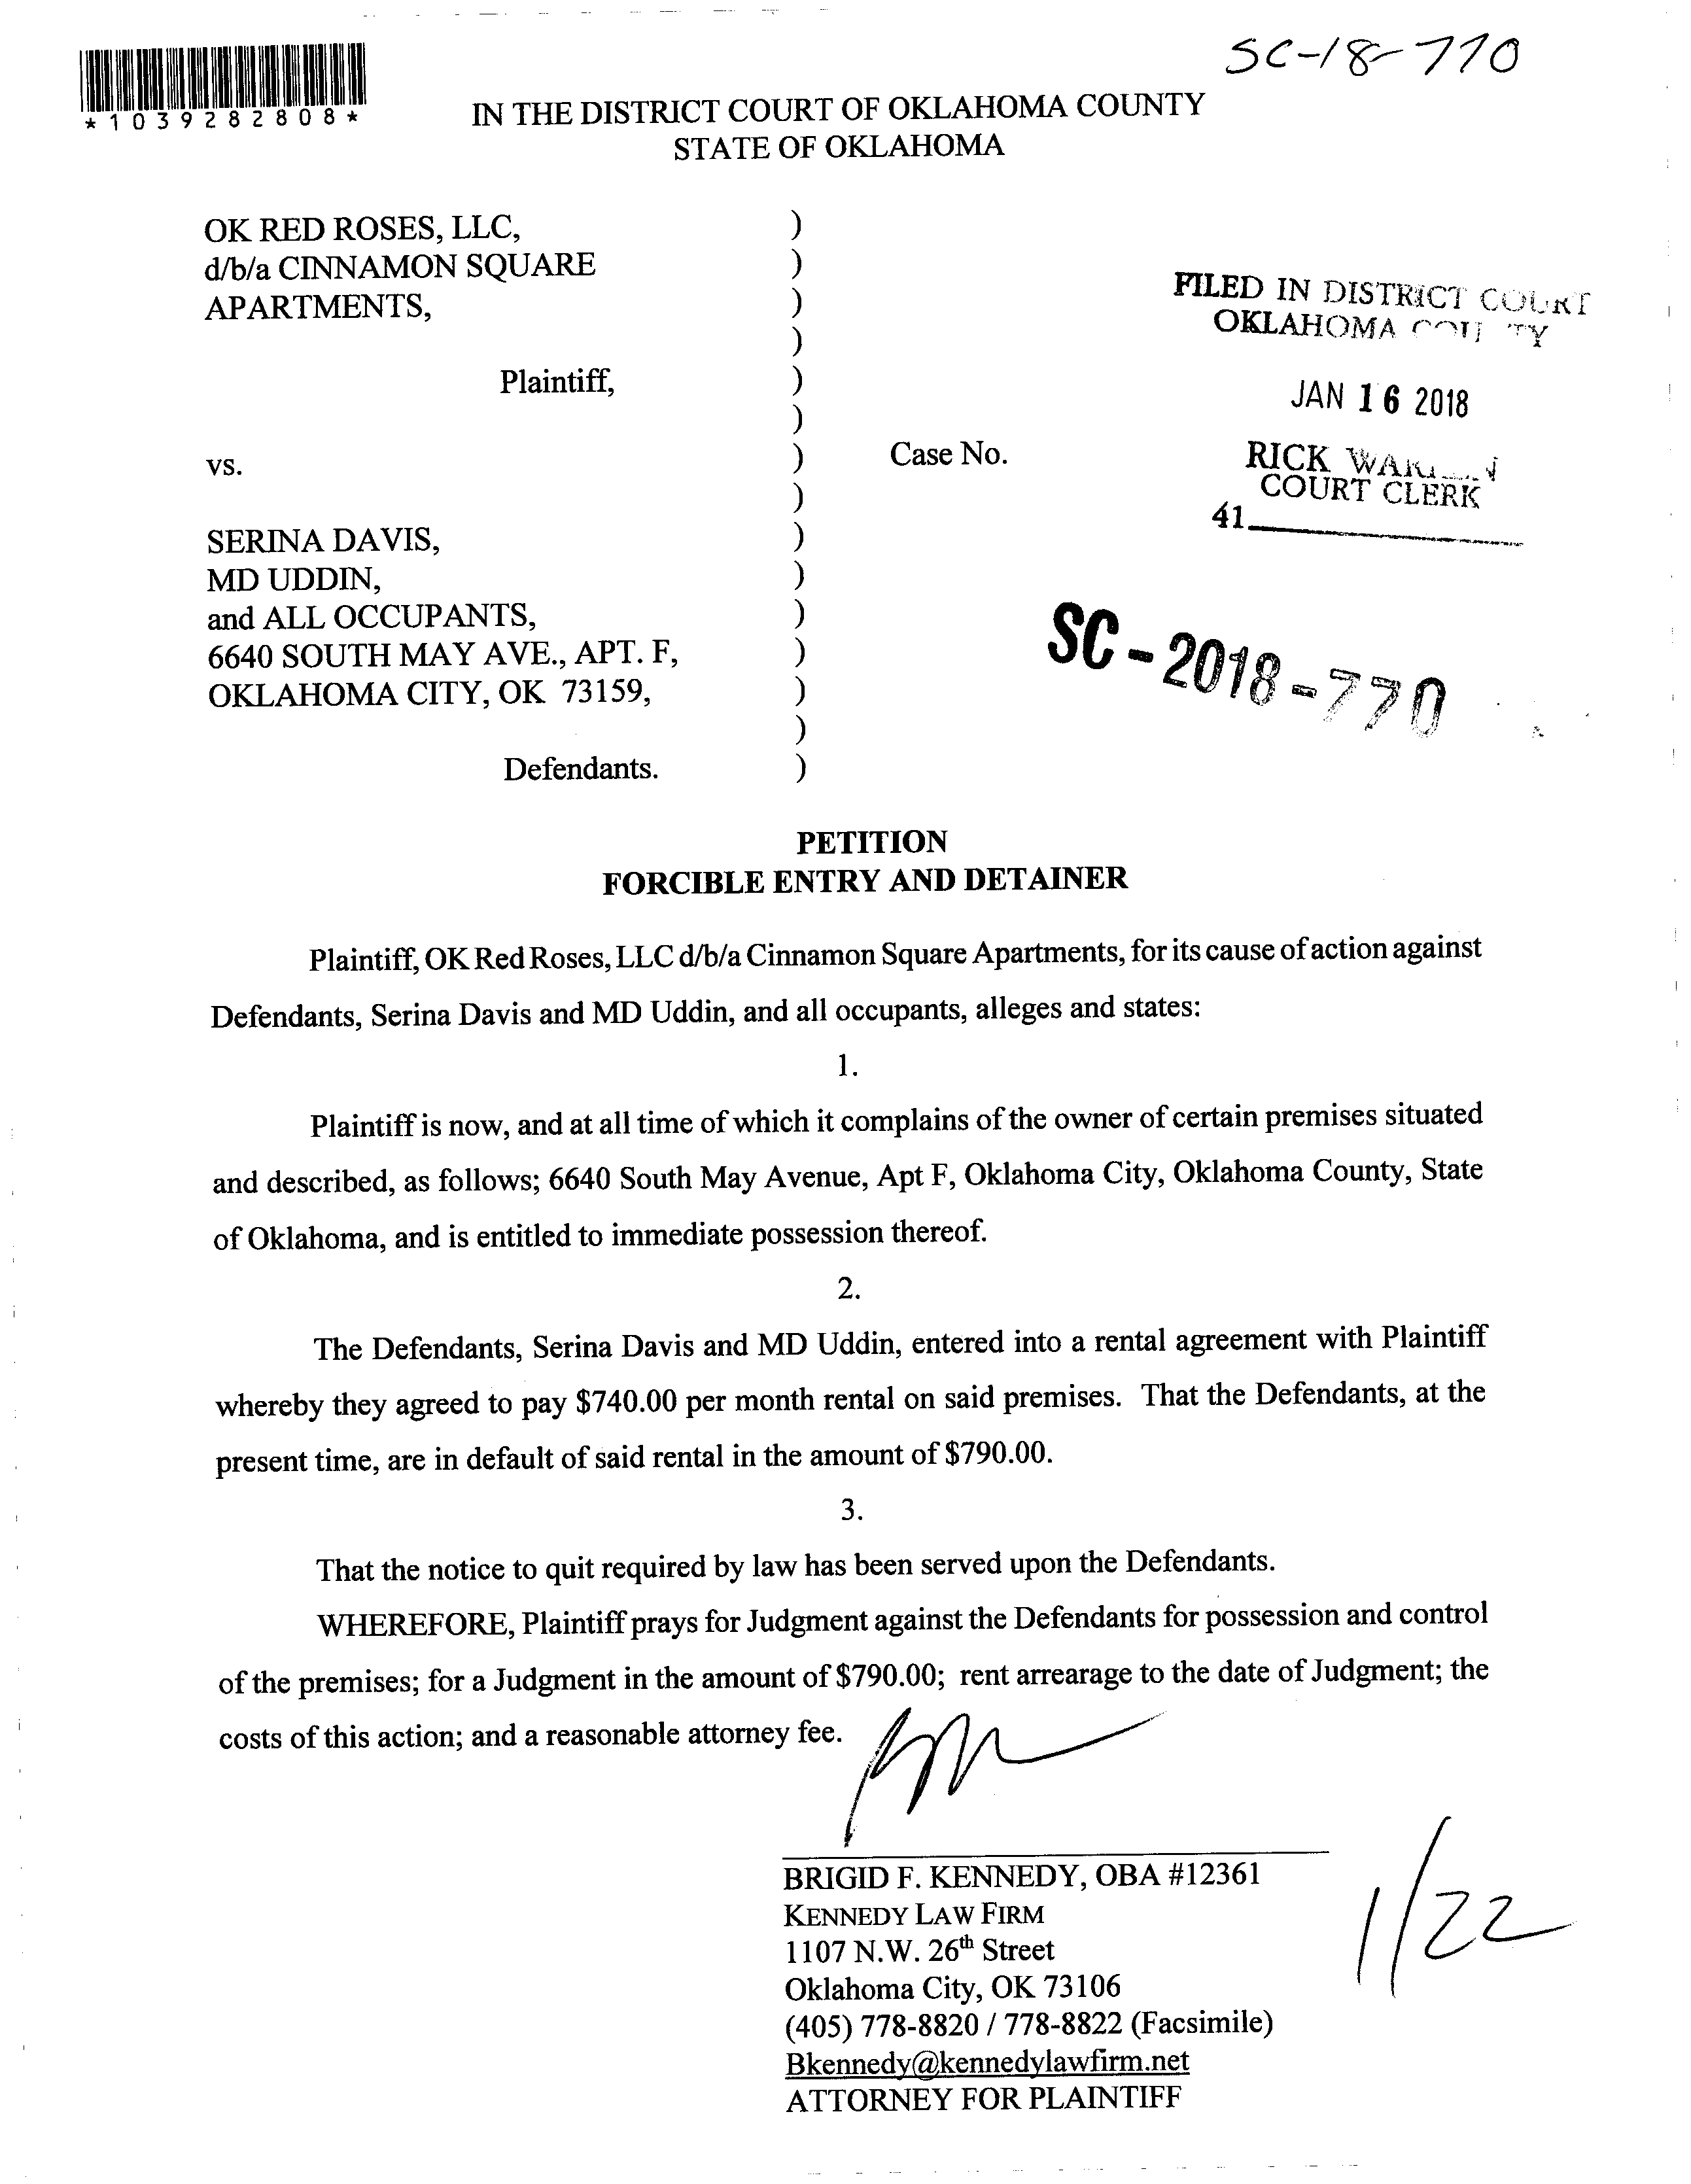 SC-18-770
*1039282808*
IN THE DISTRICT COURT OF OKLAHOMA COUNTY
STATE OF OKLAHOMA
OK RED ROSES, LLC, )
d/b/a CINNAMON SQUARE )
APARTMENTS, )
)
Plaintiff, )
)
vs. )
)
SERINA DAVIS, )
MD UDDIN, )
and ALL OCCUPANTS, )
6640 SOUTH MAY AVE., APT. F, )
OKLAHOMA CITY, OK 73159, )
)
Defendants. )
Case No.
FILED IN DISTRICT COURT
OKLAHOMA COUNTY
JAN 16 2018
RICK WARREN
COURT CLERK
41
SC-2018-770
PETITION
FORCIBLE ENTRY AND DETAINER
Plaintiff, OK Red Roses, LLC d/b/a Cinnamon Square Apartments, for its cause of action against
Defendants, Serina Davis and MD Uddin, and all occupants, alleges and states:
1.
Plaintiff is now, and at all time of which it complains of the owner of certain premises situated
and described, as follows; 6640 South May Avenue, Apt F, Oklahoma City, Oklahoma County, State
of Oklahoma, and is entitled to immediate possession thereof.
2.
The Defendants, Serina Davis and MD Uddin, entered into a rental agreement with Plaintiff
whereby they agreed to pay $740.00 per month rental on said premises. That the Defendants, at the
present time, are in default of said rental in the amount of $790.00.
3.
That the notice to quit required by law has been served upon the Defendants.
WHEREFORE, Plaintiff prays for Judgment against the Defendants for possession and control
of the premises; for a Judgment in the amount of $790.00; rent arrearage to the date of Judgment; the
costs of this action; and a reasonable attorney fee.
BRIGID F. KENNEDY, OBA #12361
KENNEDY LAW FIRM
1107 N.W. 26th Street
Oklahoma City, OK 73106
(405) 778-8820 / 778-8822 (Facsimile)
Bkennedy@kennedylawfirm.net
ATTORNEY FOR PLAINTIFF
1/22